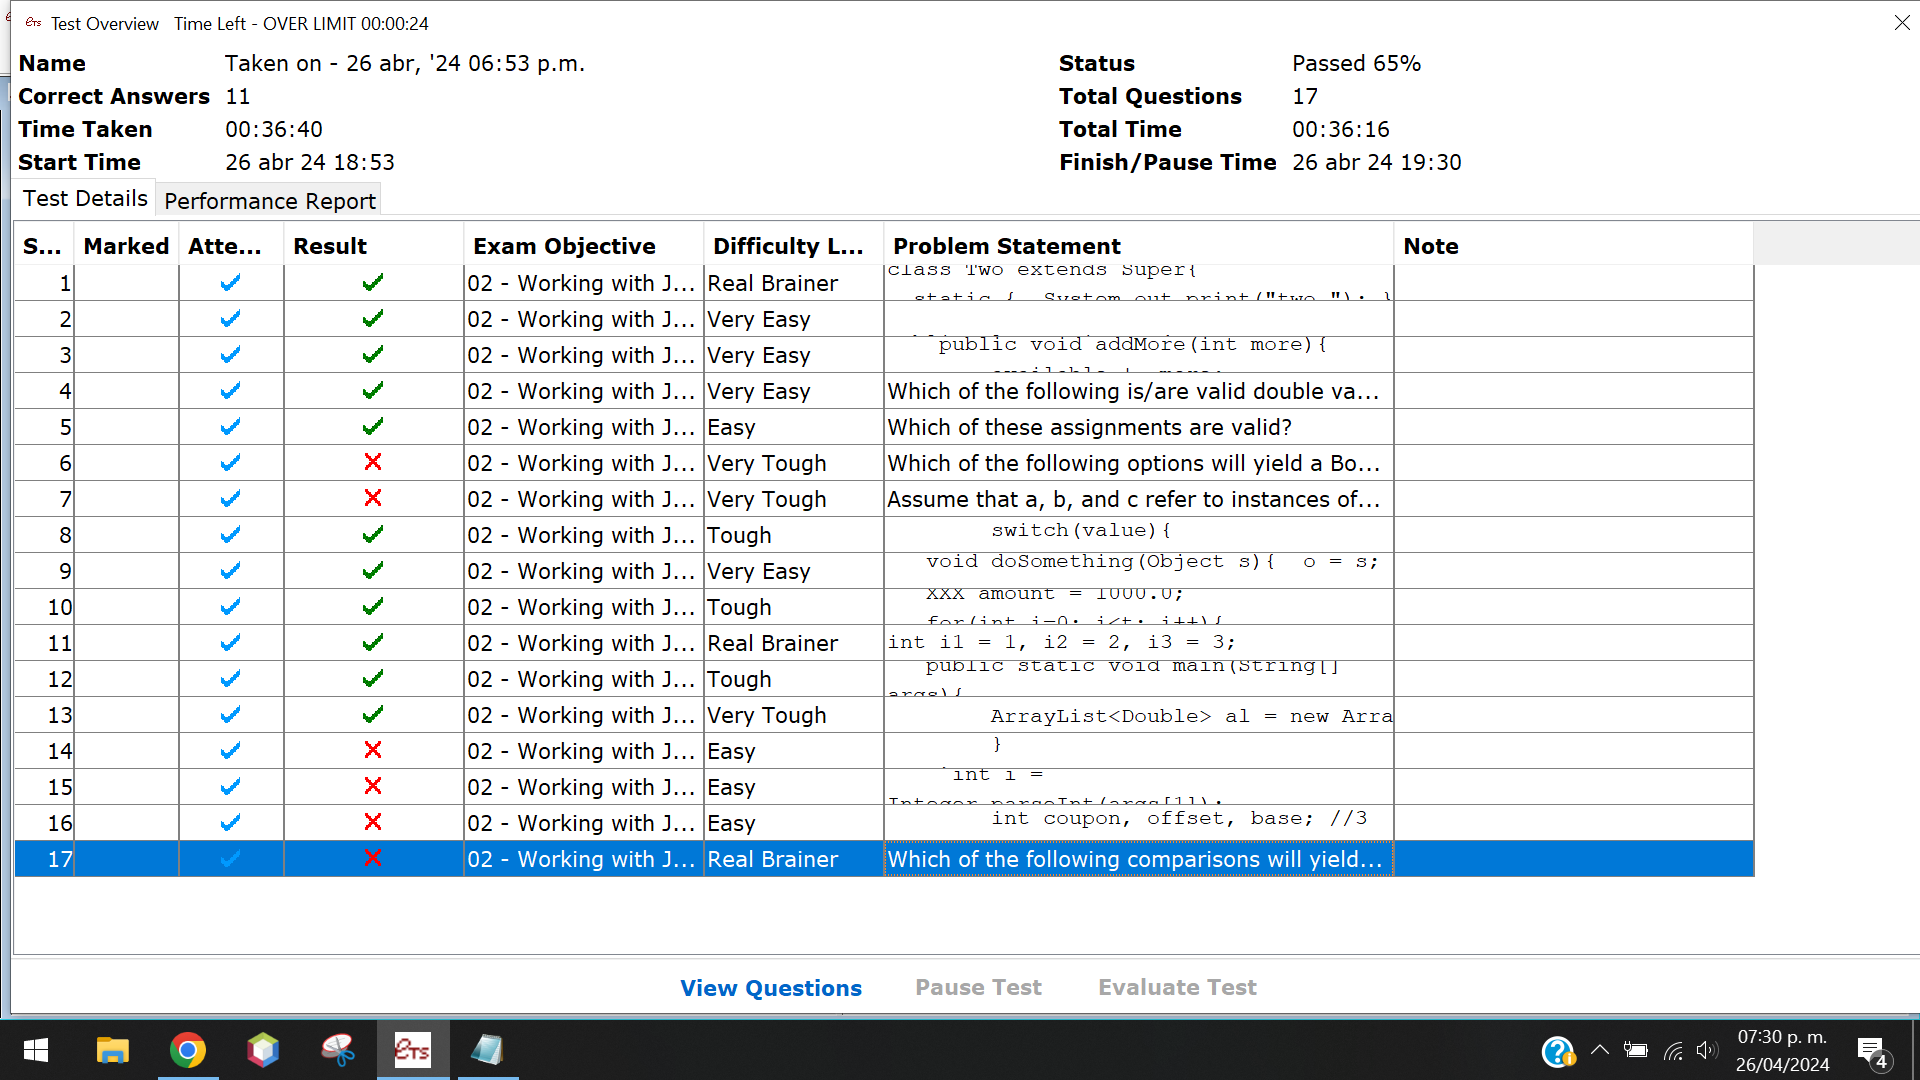 eTs Test Overview Time Left - OVER LIMIT 00:00:24
Name Taken on - 26 abr, '24 06:53 p.m. Status Passed 65%
Correct Answers 11 Total Questions 17
Time Taken 00:36:40 Total Time 00:36:16
Start Time 26 abr 24 18:53 Finish/Pause Time 26 abr 24 19:30
Test Details Performance Report
S... Marked Atte... Result Exam Objective Difficulty L... Problem Statement Note
1 02 - Working with J... Real Brainer class Two extends Super{
static { System.out.print("two "); }
2 02 - Working with J... Very Easy
3 02 - Working with J... Very Easy public void addMore(int more){
4 02 - Working with J... Very Easy Which of the following is/are valid double va...
5 02 - Working with J... Easy Which of these assignments are valid?
6 02 - Working with J... Very Tough Which of the following options will yield a Bo...
7 02 - Working with J... Very Tough Assume that a, b, and c refer to instances of...
8 02 - Working with J... Tough switch(value){
9 02 - Working with J... Very Easy void doSomething(Object s){ o = s;
10 02 - Working with J... Tough XXX amount = 1000.0;
for(int i=0; i<t; i++){
11 02 - Working with J... Real Brainer int i1 = 1, i2 = 2, i3 = 3;
12 02 - Working with J... Tough public static void main(String[]
args){
13 02 - Working with J... Very Tough ArrayList<Double> al = new Arra
14 02 - Working with J... Easy }
15 02 - Working with J... Easy int i =
Integer.parseInt(args[1]);
16 02 - Working with J... Easy int coupon, offset, base; //3
17 02 - Working with J... Real Brainer Which of the following comparisons will yield...
View Questions Pause Test Evaluate Test
eTs
07:30 p. m.
26/04/2024
4